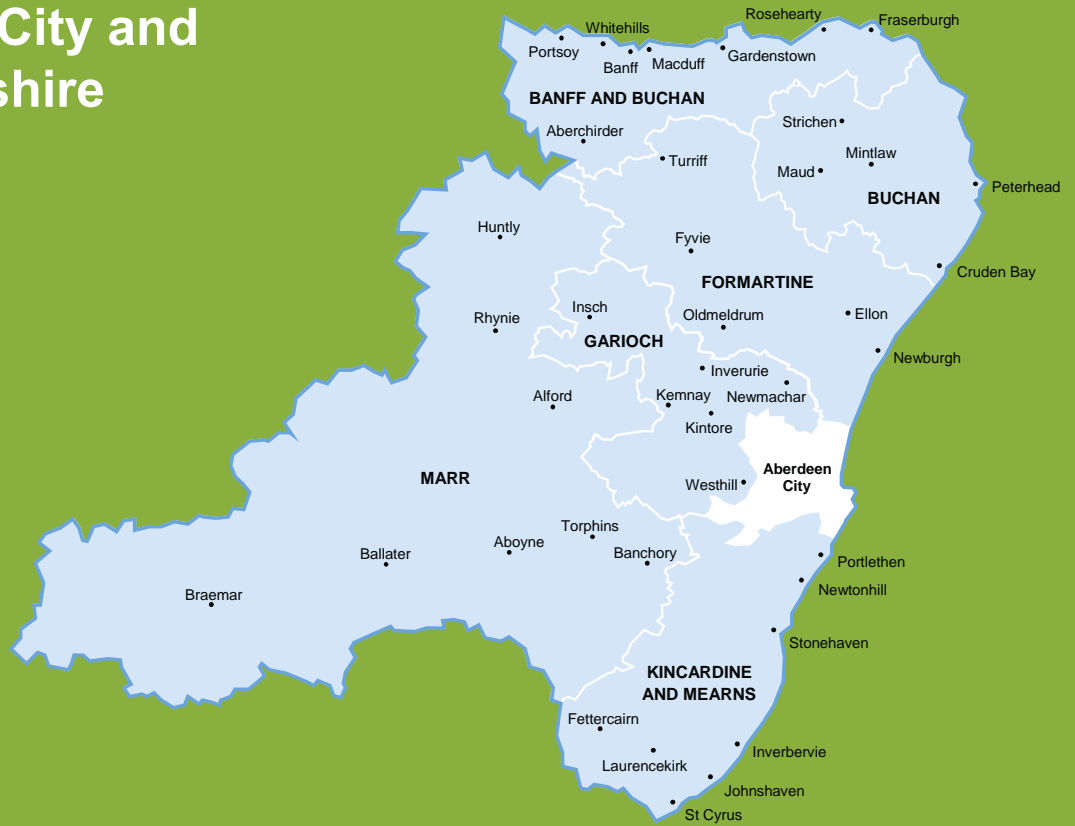 City and
shire
Rosehearty
Fraserburgh
Whitehills
Portsoy
Gardenstown
Banff
Macduff
BANFF AND BUCHAN
Strichen
Aberchirder
Turriff
Mintlaw
Maud
Peterhead
BUCHAN
Huntly
Fyvie
Cruden Bay
FORMARTINE
Insch
Oldmeldrum
Ellon
Rhynie
GARIOCH
Newburgh
Inverurie
Alford
Kemnay
Newmachar
Kintore
Aberdeen
City
MARR
Westhill
Torphins
Aboyne
Banchory
Ballater
Portlethen
Newtonhill
Braemar
Stonehaven
KINCARDINE
AND MEARNS
Fettercairn
Inverbervie
Laurencekirk
Johnshaven
St Cyrus